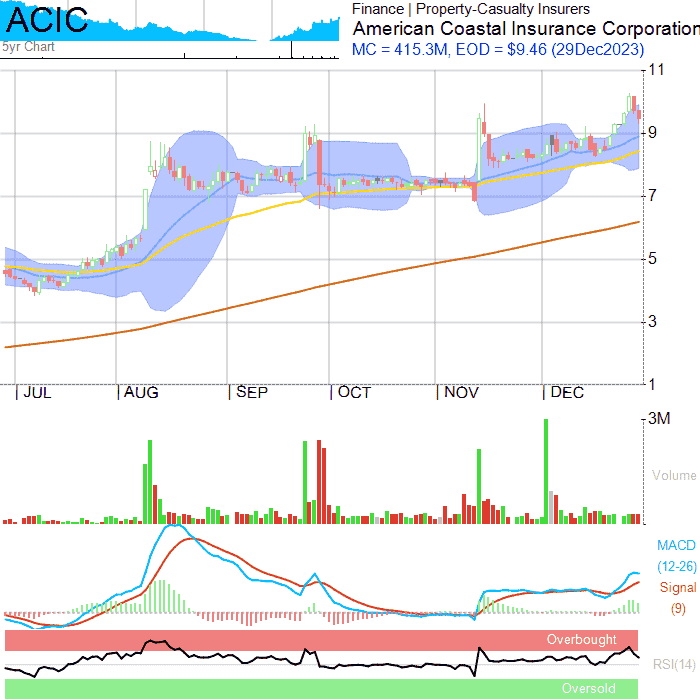 ACIC
5yr Chart
Finance | Property-Casualty Insurers
American Coastal Insurance Corporation
MC = 415.3M, EOD = $9.46 (29Dec2023)
11
9
7
5
3
1
JUL
AUG
SEP
OCT
NOV
DEC
3M
Volume
MACD
(12-26)
Signal
(9)
Overbought
RSI(14)
Oversold